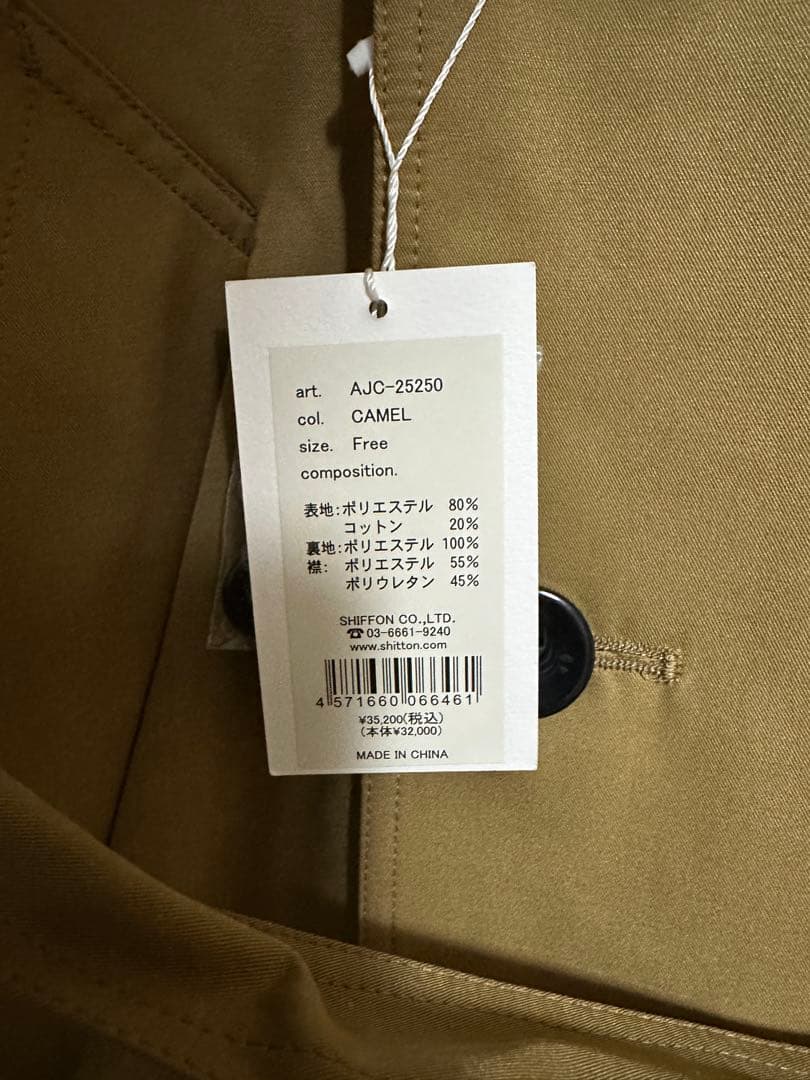 art. AJC-25250
col. CAMEL
size. Free
composition.
表地:ポリエステル 80%
コットン 20%
裏地:ポリエステル 100%
襟: ポリエステル 55%
ポリウレタン 45%
SHIFFON CO.,LTD.
☎03-6661-9240
www.shitton.com
4 571660 066461
¥35,200(税込)
(本体¥32,000)
MADE IN CHINA